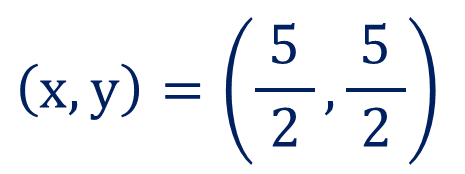 (x, y) = (5/2, 5/2)